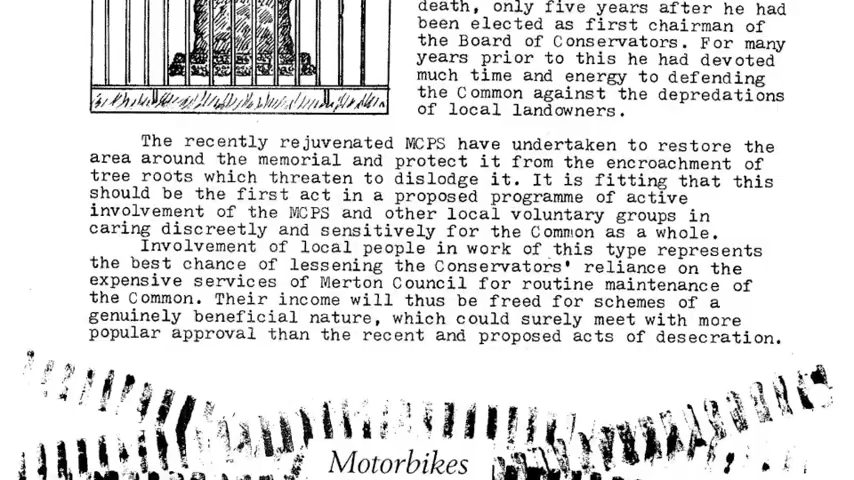 death, only five years after he had
been elected as first chairman of
the Board of Conservators. For many
years prior to this he had devoted
much time and energy to defending
the Common against the depredations
of local landowners.
The recently rejuvenated MCPS have undertaken to restore the
area around the memorial and protect it from the encroachment of
tree roots which threaten to dislodge it. It is fitting that this
should be the first act in a proposed programme of active
involvement of the MCPS and other local voluntary groups in
caring discreetly and sensitively for the Common as a whole.
Involvement of local people in work of this type represents
the best chance of lessening the Conservators' reliance on the
expensive services of Merton Council for routine maintenance of
the Common. Their income will thus be freed for schemes of a
genuinely beneficial nature, which could surely meet with more
popular approval than the recent and proposed acts of desecration.
Motorbikes